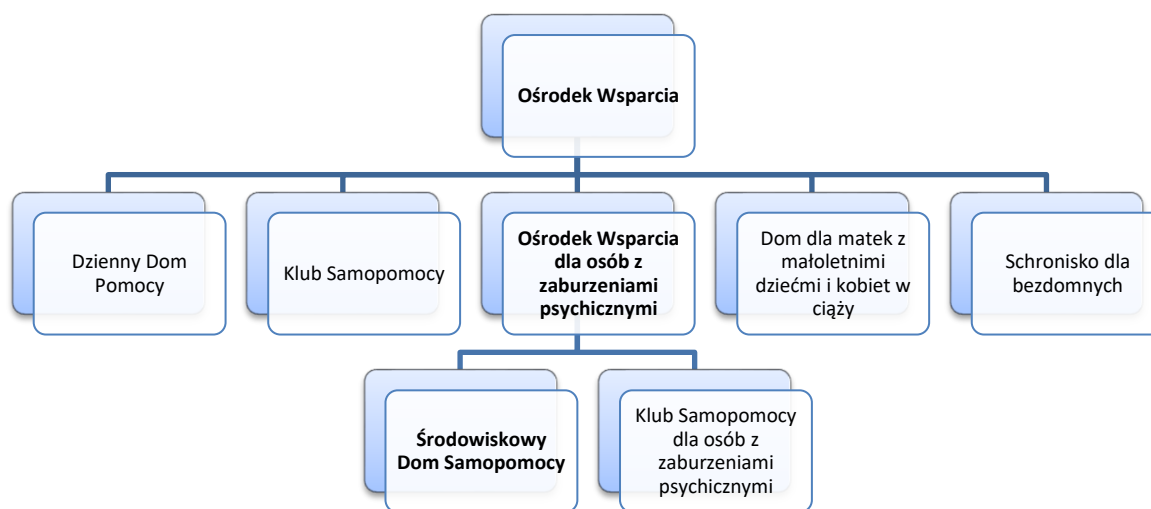 Ośrodek Wsparcia
Dzienny Dom
Pomocy
Klub Samopomocy
Ośrodek Wsparcia
dla osób z
zaburzeniami
psychicznymi
Dom dla matek z
małoletnimi
dziećmi i kobiet w
ciąży
Schronisko dla
bezdomnych
Środowiskowy
Dom Samopomocy
Klub Samopomocy
dla osób z
zaburzeniami
psychicznymi